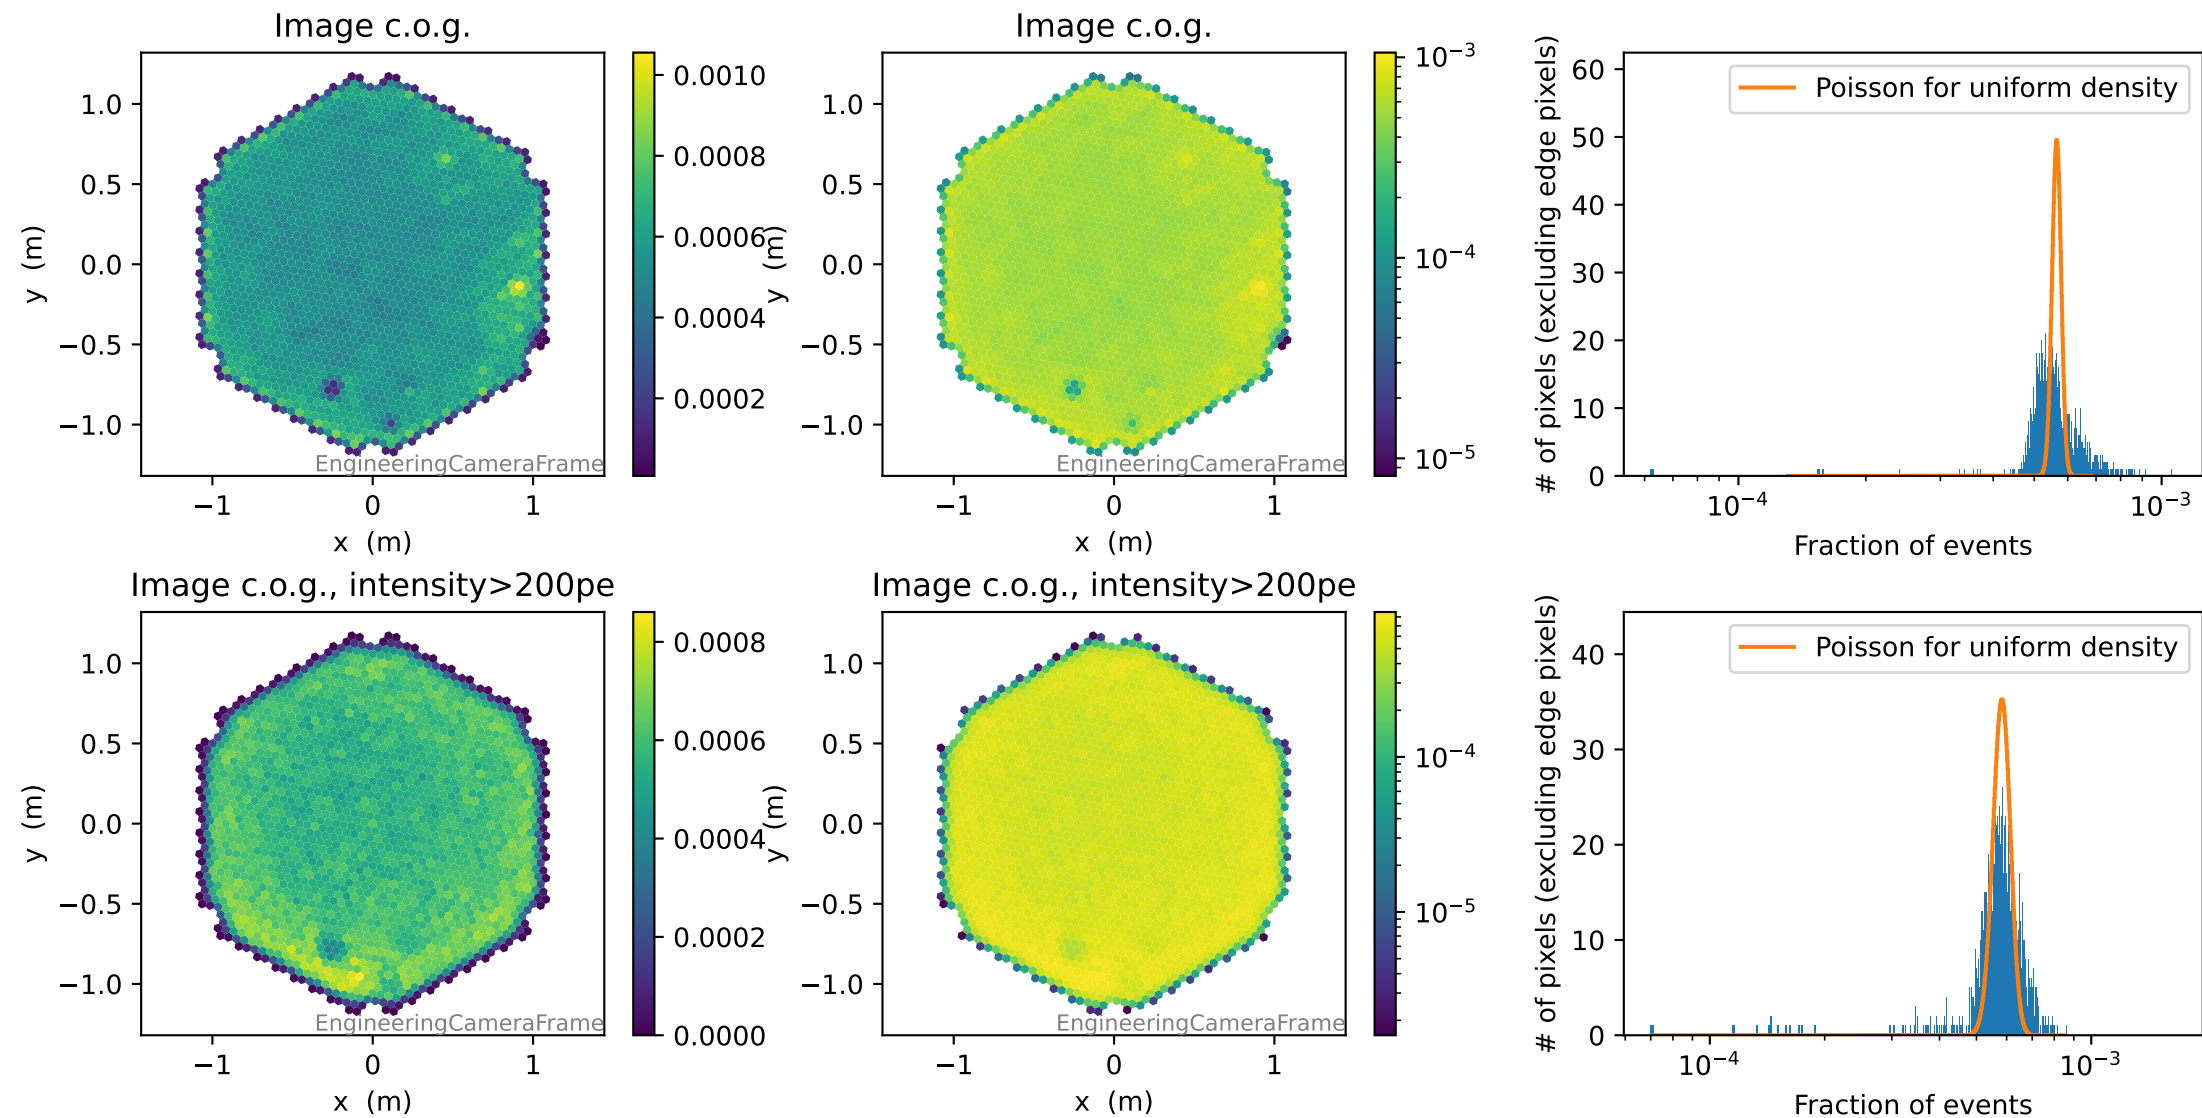 Image c.o.g.
1.0
0.5
0.0
−0.5
−1.0
y (m)
−1
0
1
x (m)
EngineeringCameraFrame
0.0010
0.0008
0.0006
0.0004
0.0002
Image c.o.g.
1.0
0.5
0.0
−0.5
−1.0
y (m)
−1
0
1
x (m)
EngineeringCameraFrame
10⁻³
10⁻⁴
10⁻⁵
# of pixels (excluding edge pixels)
60
50
40
30
20
10
0
Poisson for uniform density
10⁻⁴
10⁻³
Fraction of events
Image c.o.g., intensity>200pe
1.0
0.5
0.0
−0.5
−1.0
y (m)
−1
0
1
x (m)
EngineeringCameraFrame
0.0008
0.0006
0.0004
0.0002
0.0000
Image c.o.g., intensity>200pe
1.0
0.5
0.0
−0.5
−1.0
y (m)
−1
0
1
x (m)
EngineeringCameraFrame
10⁻⁴
10⁻⁵
# of pixels (excluding edge pixels)
40
30
20
10
0
Poisson for uniform density
10⁻⁴
10⁻³
Fraction of events